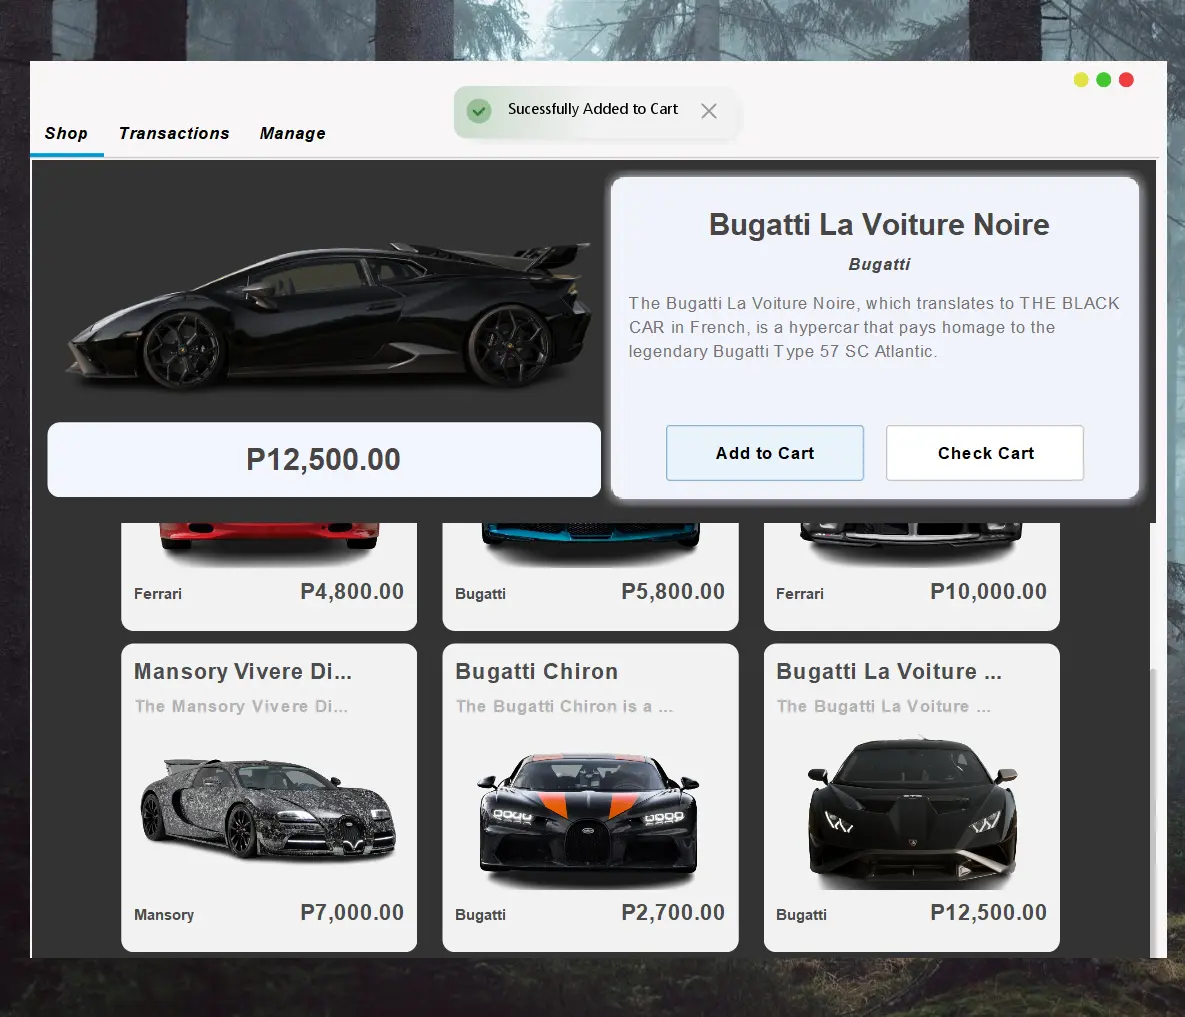 Sucessfully Added to Cart
Shop
Transactions
Manage
Bugatti La Voiture Noire
Bugatti
The Bugatti La Voiture Noire, which translates to THE BLACK
CAR in French, is a hypercar that pays homage to the
legendary Bugatti Type 57 SC Atlantic.
P12,500.00
Add to Cart
Check Cart
Ferrari
P4,800.00
Bugatti
P5,800.00
Ferrari
P10,000.00
Mansory Vivere Di...
The Mansory Vivere Di...
Mansory
P7,000.00
Bugatti Chiron
The Bugatti Chiron is a ...
Bugatti
P2,700.00
Bugatti La Voiture ...
The Bugatti La Voiture ...
Bugatti
P12,500.00